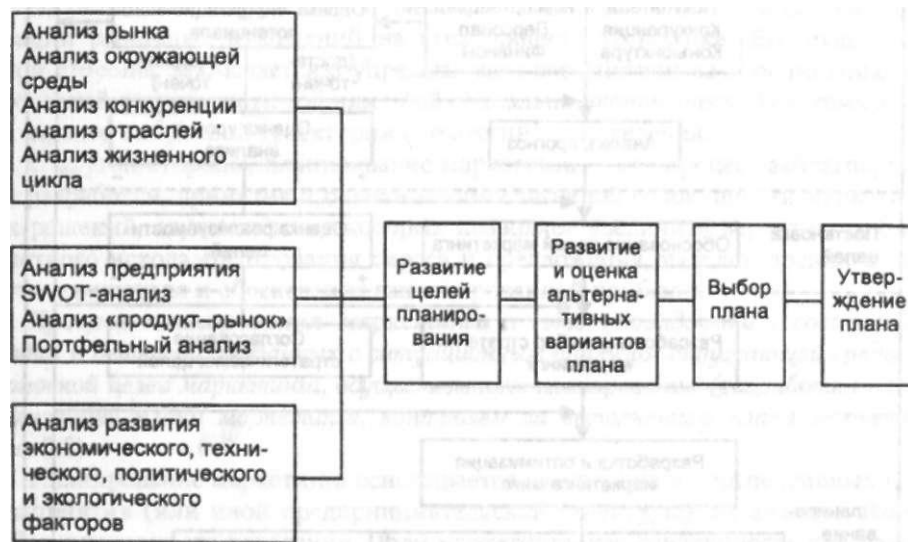 Анализ рынка
Анализ окружающей
среды
Анализ конкуренции
Анализ отраслей
Анализ жизненного
цикла
Анализ предприятия
SWOT-анализ
Анализ «продукт–рынок»
Портфельный анализ
Анализ развития
экономического, техни-
ческого, политического
и экологического
факторов
Развитие
целей
планиро-
вания
Развитие
и оценка
альтерна-
тивных
вариантов
плана
Выбор
плана
Утвер-
ждение
плана